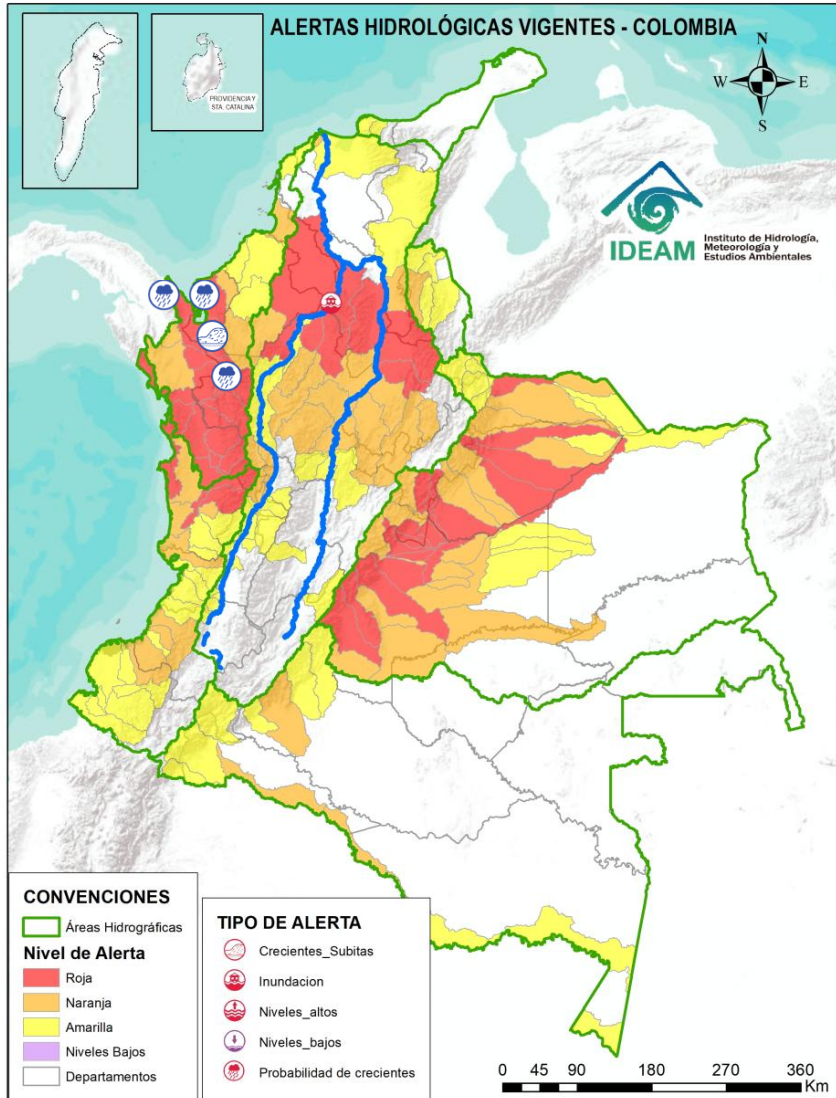 ALERTAS HIDROLÓGICAS VIGENTES - COLOMBIA
PROVIDENCIA Y
STA. CATALINA
N
W
E
S
IDEAM
Instituto de Hidrología,
Meteorología y
Estudios Ambientales
CONVENCIONES
Áreas Hidrográficas
Nivel de Alerta
Roja
Naranja
Amarilla
Niveles Bajos
Departamentos
TIPO DE ALERTA
Crecientes_Subitas
Inundacion
Niveles_altos
Niveles_bajos
Probabilidad de crecientes
0 45 90 180 270 360
Km